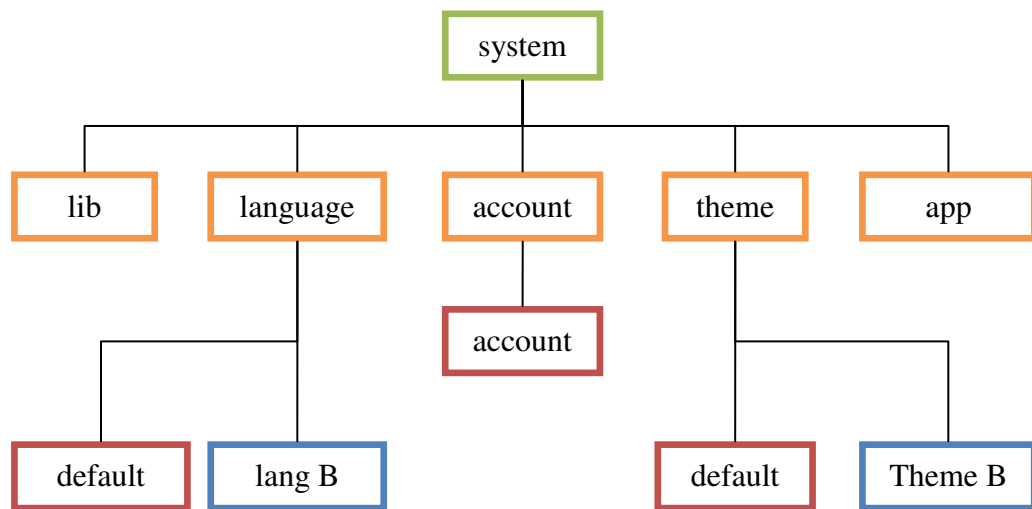 system
lib
language
account
theme
app
account
default
lang B
default
Theme B